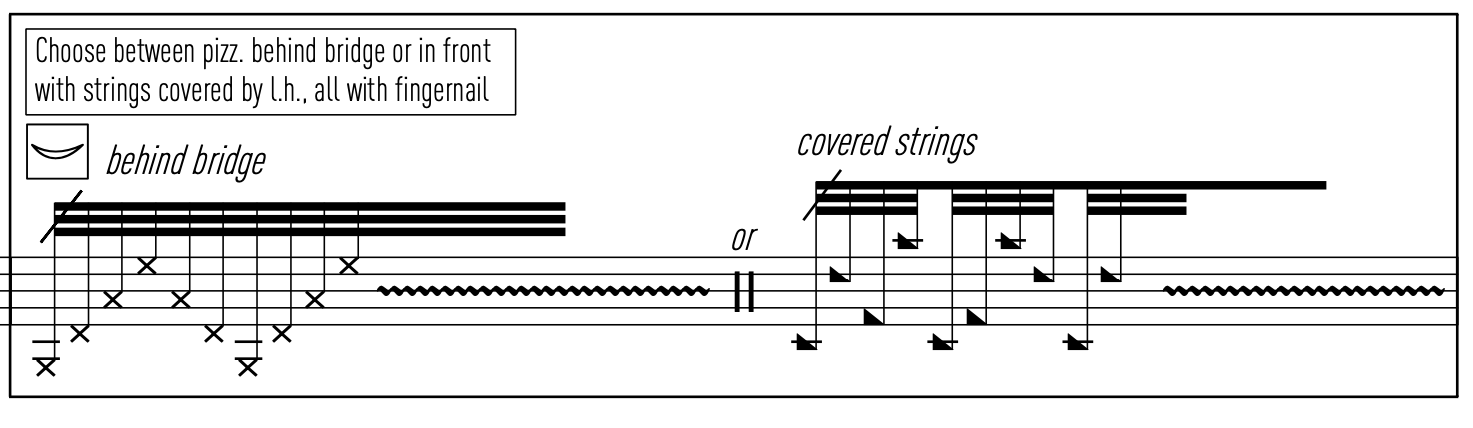 Choose between pizz. behind bridge or in front
with strings covered by l.h., all with fingernail
behind bridge
or
covered strings